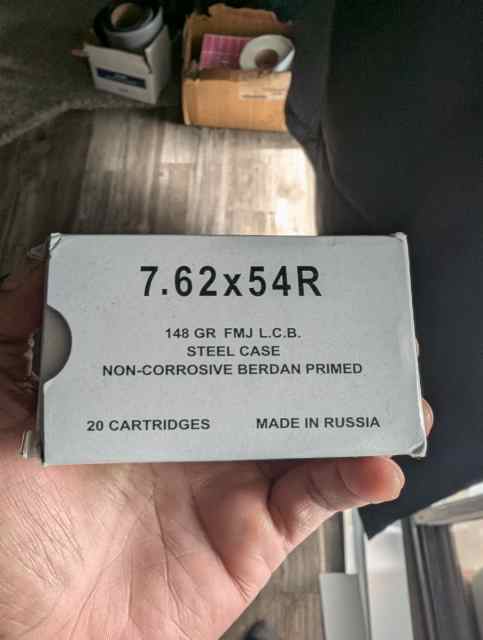 7.62x54R
148 GR FMJ L.C.B.
STEEL CASE
NON-CORROSIVE BERDAN PRIMED
20 CARTRIDGES MADE IN RUSSIA